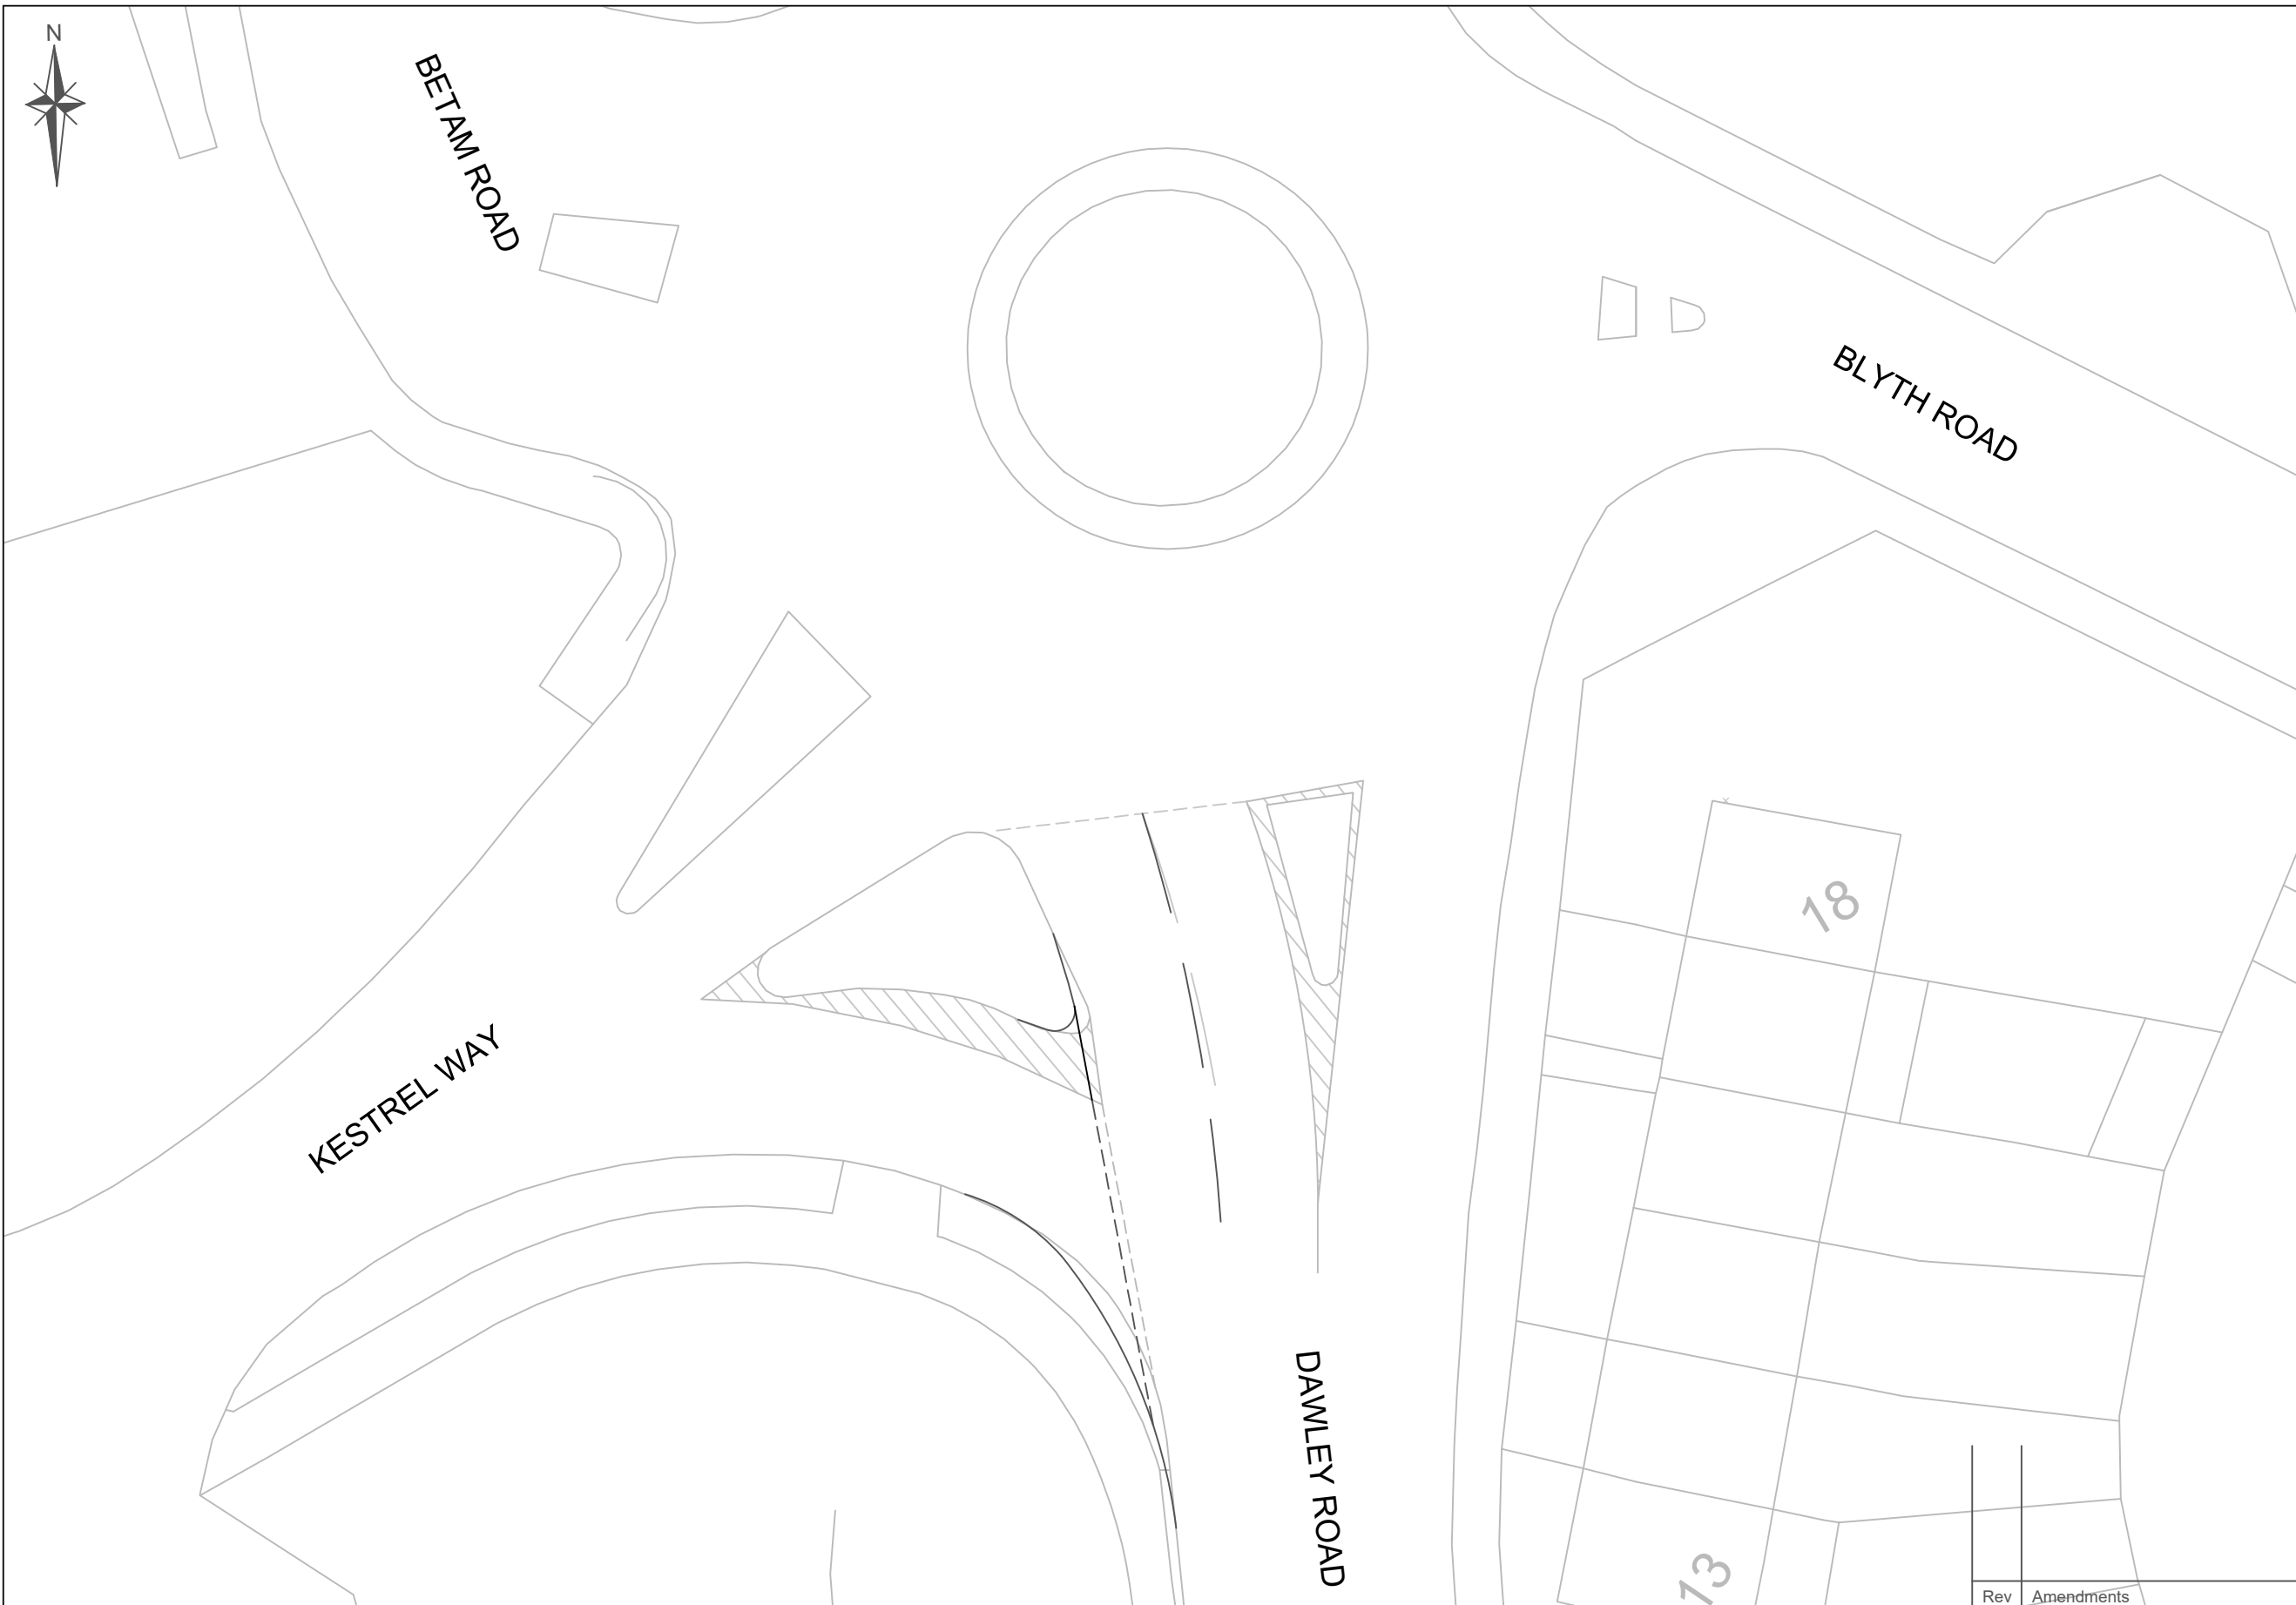 N
BETAM ROAD
BLYTH ROAD
18
KESTREL WAY
DAWLEY ROAD
13
Rev Amendments